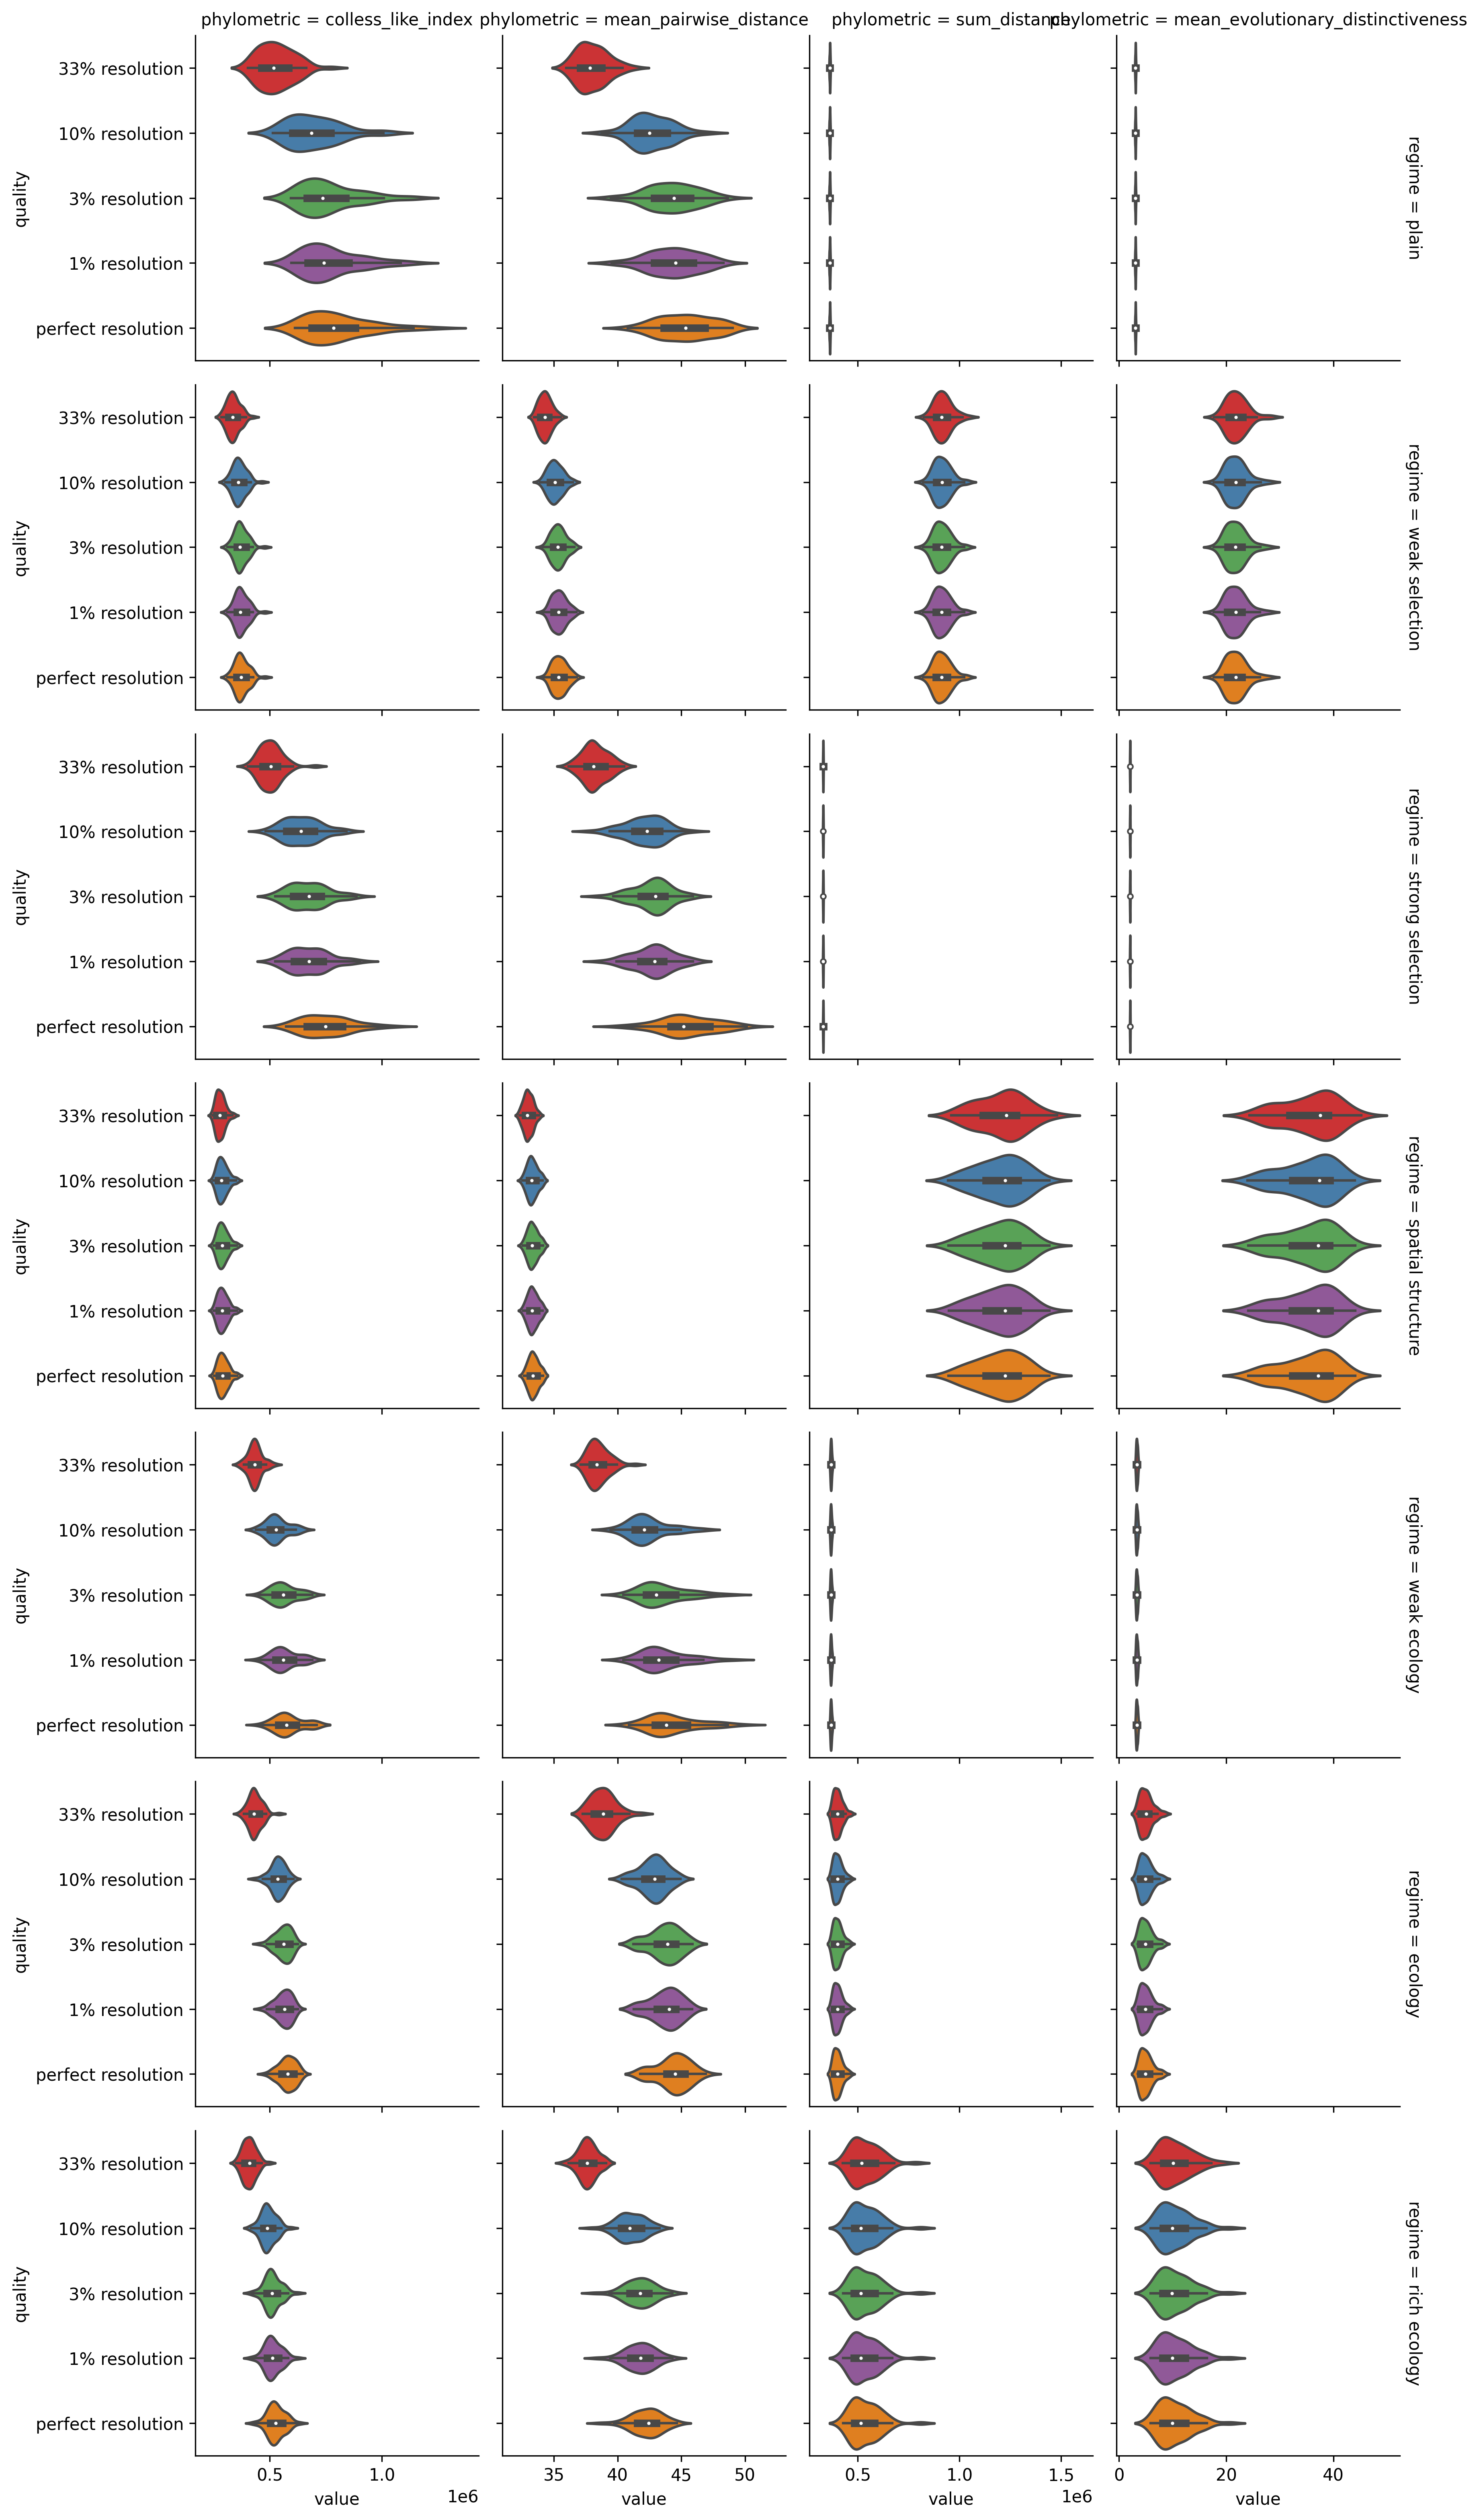 phylometric = colless_like_index
phylometric = mean_pairwise_distance
phylometric = sum_distance
phylometric = mean_evolutionary_distinctiveness
33% resolution
10% resolution
3% resolution
1% resolution
perfect resolution
quality
regime = plain
33% resolution
10% resolution
3% resolution
1% resolution
perfect resolution
quality
regime = weak selection
33% resolution
10% resolution
3% resolution
1% resolution
perfect resolution
quality
regime = strong selection
33% resolution
10% resolution
3% resolution
1% resolution
perfect resolution
quality
regime = spatial structure
33% resolution
10% resolution
3% resolution
1% resolution
perfect resolution
quality
regime = weak ecology
33% resolution
10% resolution
3% resolution
1% resolution
perfect resolution
quality
regime = ecology
33% resolution
10% resolution
3% resolution
1% resolution
perfect resolution
quality
regime = rich ecology
0.5 1.0
1e6
value
35 40 45 50
value
0.5 1.0 1.5
1e6
value
0 20 40
value